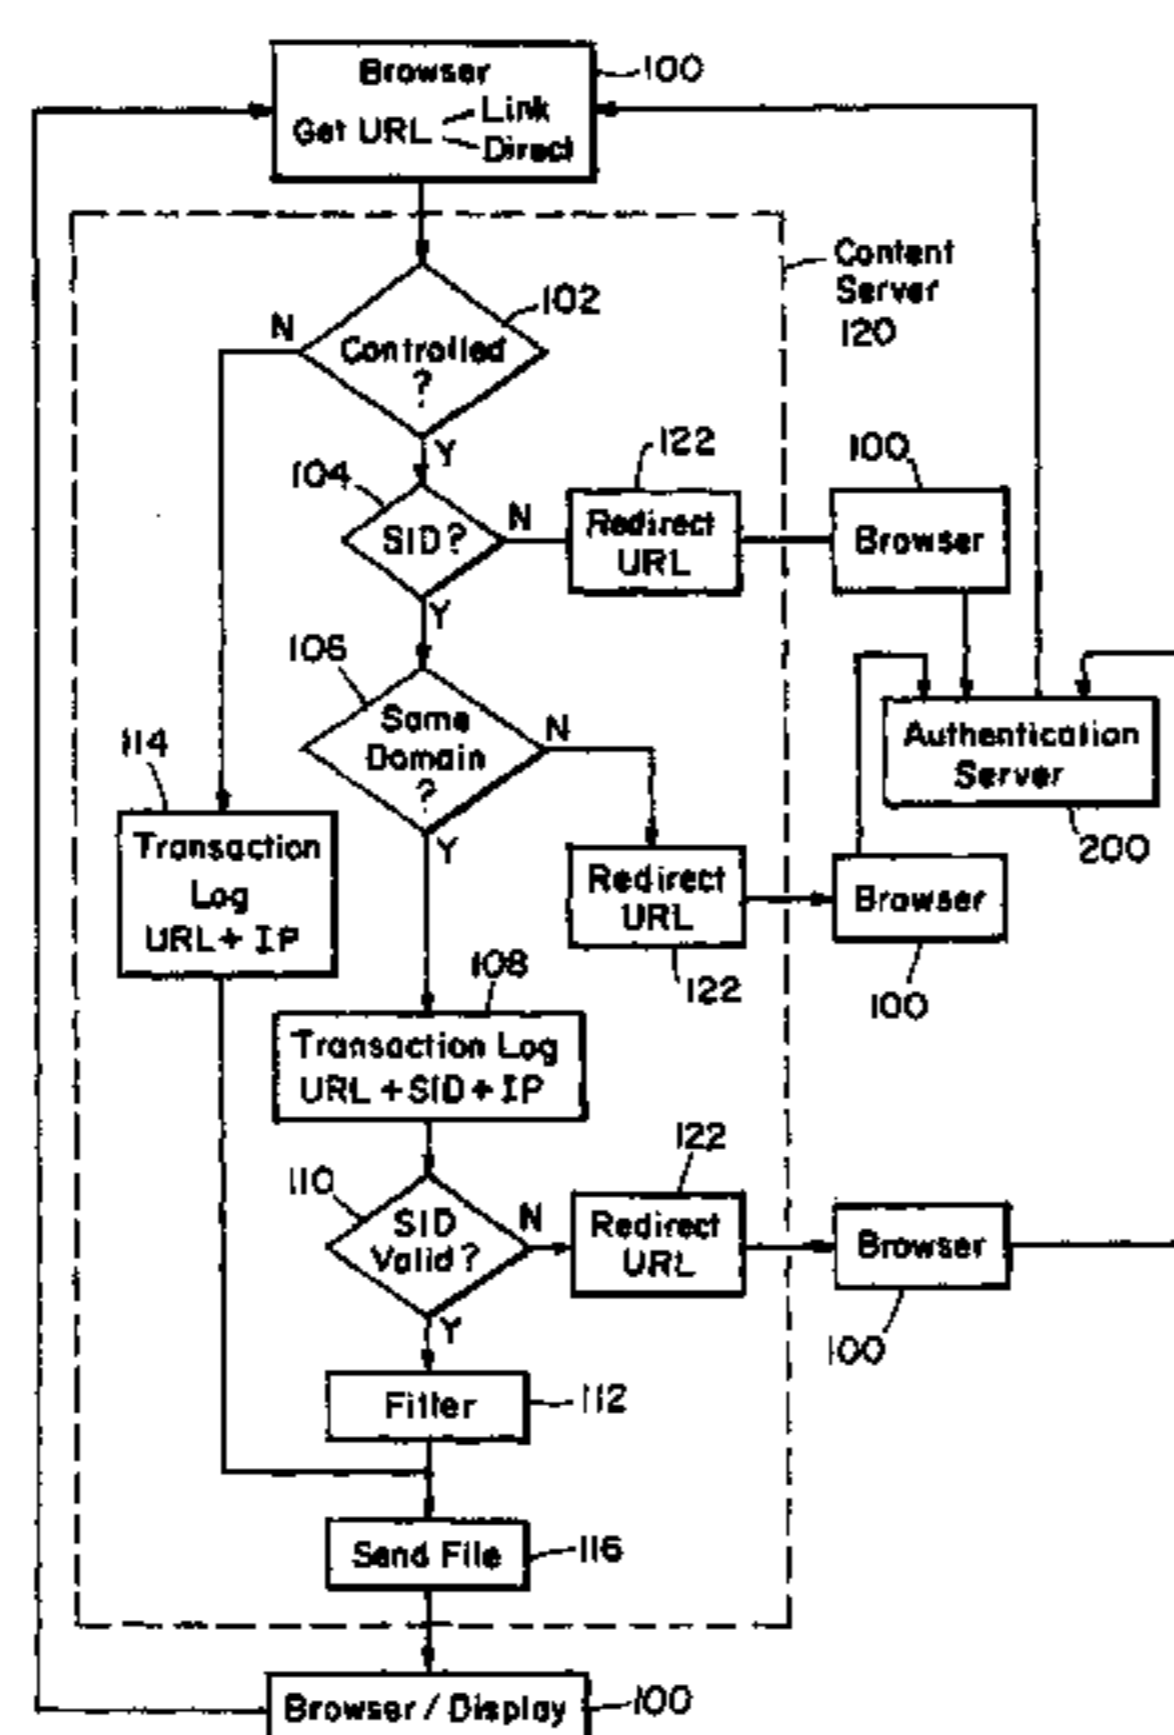 Browser
Get URL
Link
Direct
100
Content
Server
120
102
N
Controlled
?
Y
104
SID?
N
122
Redirect
URL
100
Browser
Y
106
Same
Domain
?
N
Authentication
Server
200
114
Transaction
Log
URL + IP
Y
Redirect
URL
122
Browser
100
108
Transaction Log
URL + SID + IP
110
SID
Valid?
N
122
Redirect
URL
Browser
100
Y
Filter
112
Send File
116
Browser / Display
100